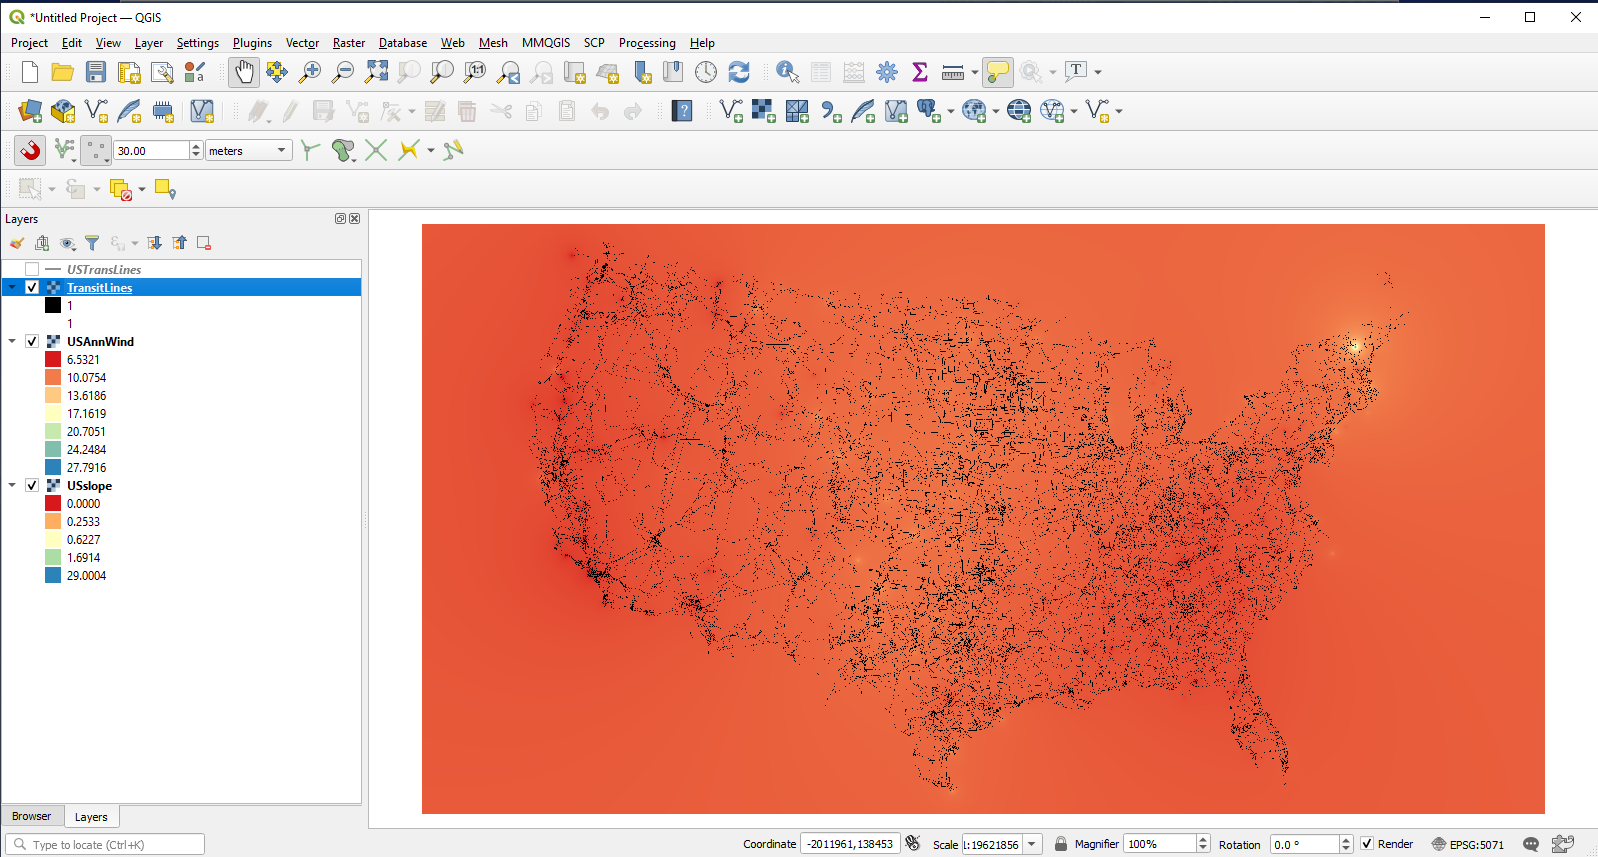 *Untitled Project — QGIS
Project Edit View Layer Settings Plugins Vector Raster Database Web Mesh MMQGIS SCP Processing Help
1:1
T
a
?
30.00 meters
Layers
USTransLines
TransitLines
1
1
USAnnWind
6.5321
10.0754
13.6186
17.1619
20.7051
24.2484
27.7916
USslope
0.0000
0.2533
0.6227
1.6914
29.0004
Browser Layers
Type to locate (Ctrl+K) Coordinate -2011961,138453 Scale 1:19621856 Magnifier 100% Rotation 0.0 ° Render EPSG:5071